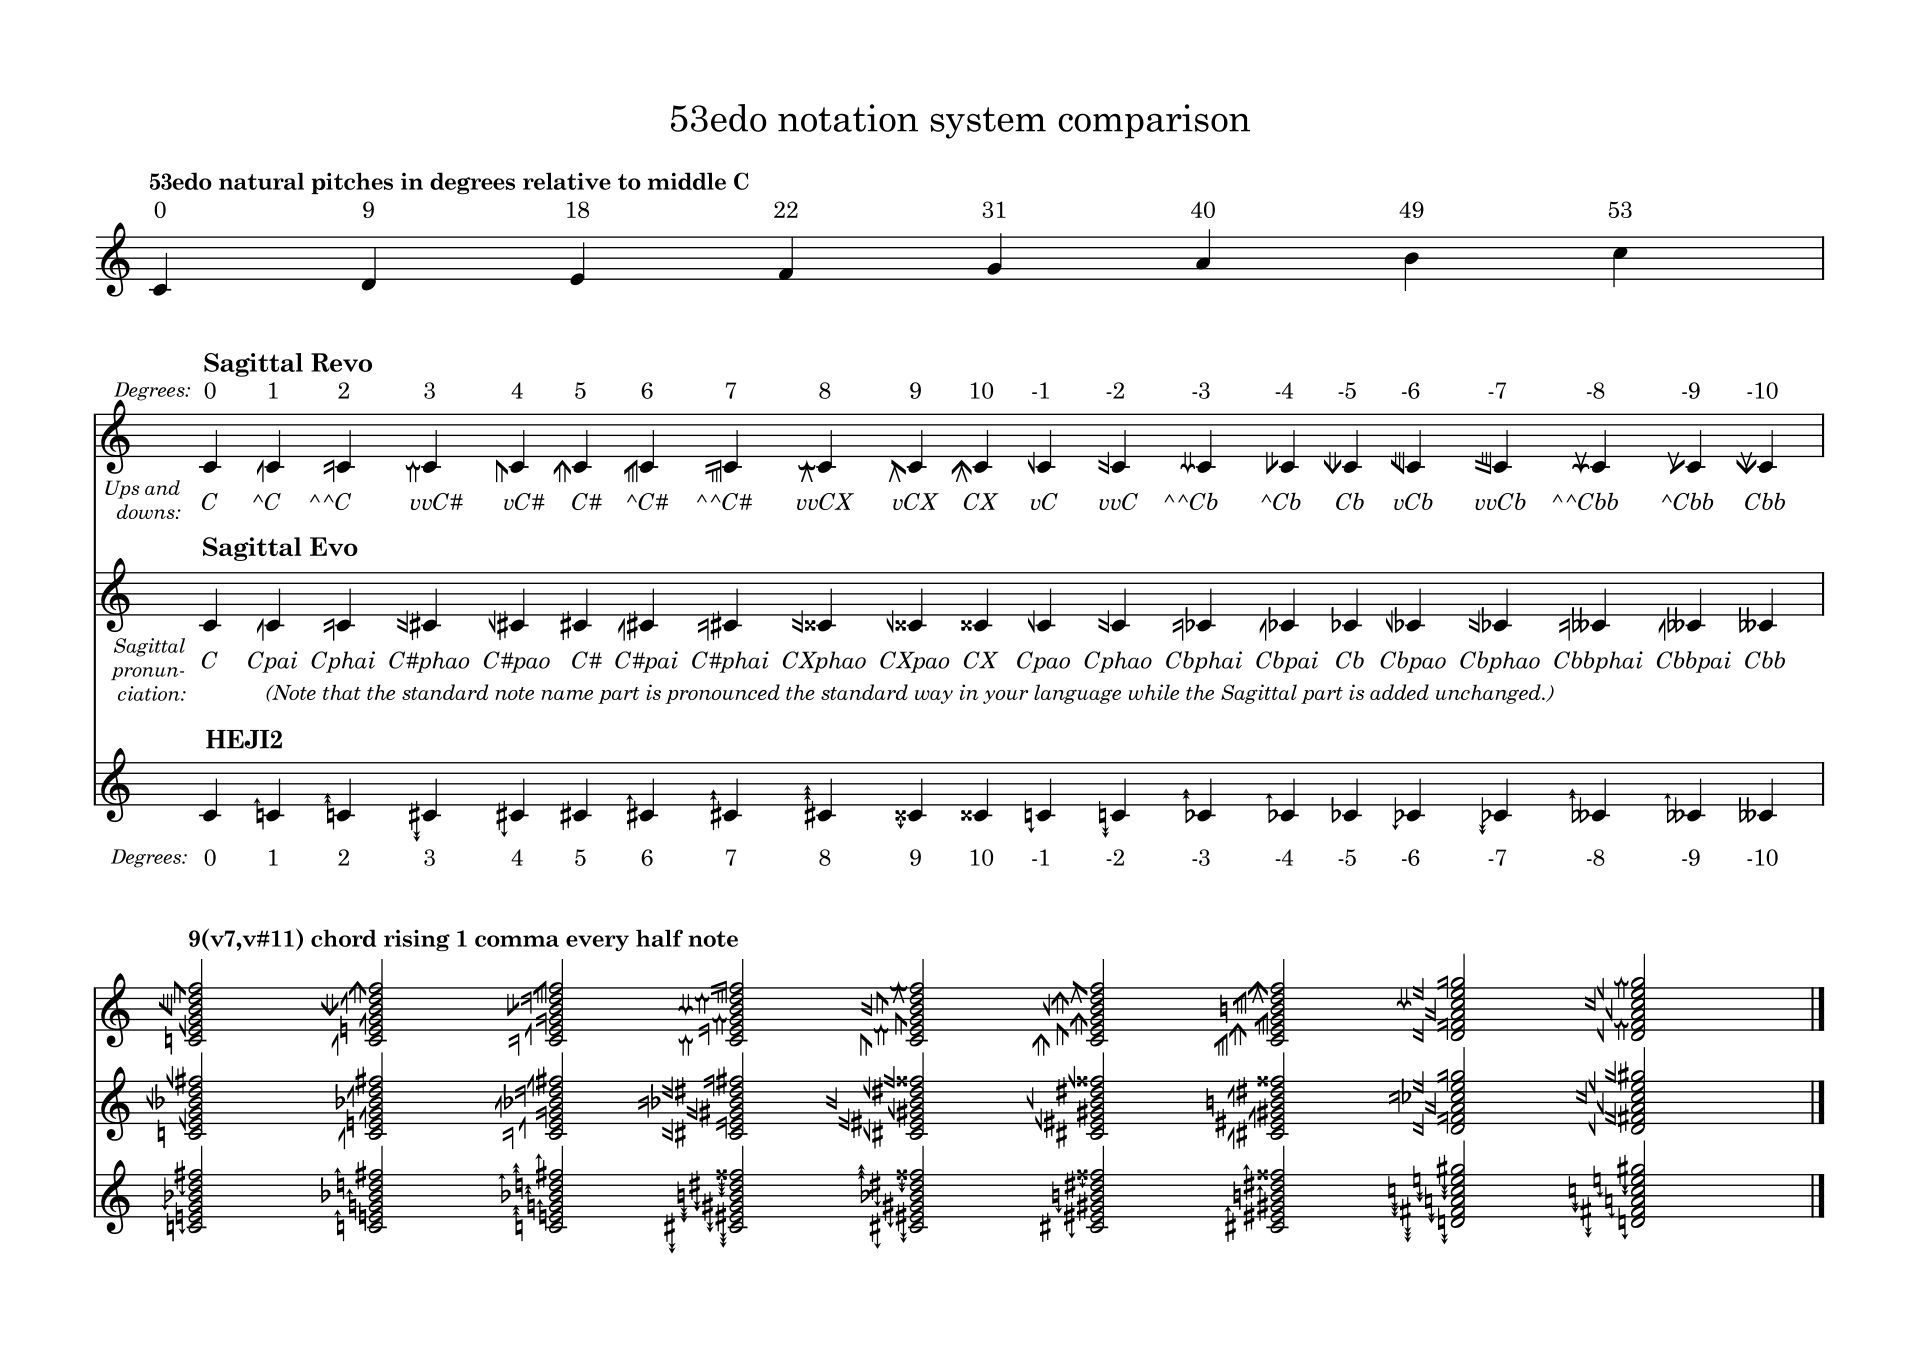 53edo notation system comparison
53edo natural pitches in degrees relative to middle C
0 9 18 22 31 40 49 53
Sagittal Revo
Degrees: 0 1 2 3 4 5 6 7 8 9 10 -1 -2 -3 -4 -5 -6 -7 -8 -9 -10
Ups and downs: C ^C ^^C vvC# vC# C# ^C# ^^C# vvCX vCX CX vC vvC ^^Cb ^Cb Cb vCb vvCb ^^Cbb ^Cbb Cbb
Sagittal Evo
Sagittal pronun-ciation: C Cpai Cphai C#phao C#pao C# C#pai C#phai CXphao CXpao CX Cpao Cphao Cbphai Cbpai Cb Cbpao Cbphao Cbbphai Cbbpai Cbb
(Note that the standard note name part is pronounced the standard way in your language while the Sagittal part is added unchanged.)
HEJI2
Degrees: 0 1 2 3 4 5 6 7 8 9 10 -1 -2 -3 -4 -5 -6 -7 -8 -9 -10
9(v7,v#11) chord rising 1 comma every half note